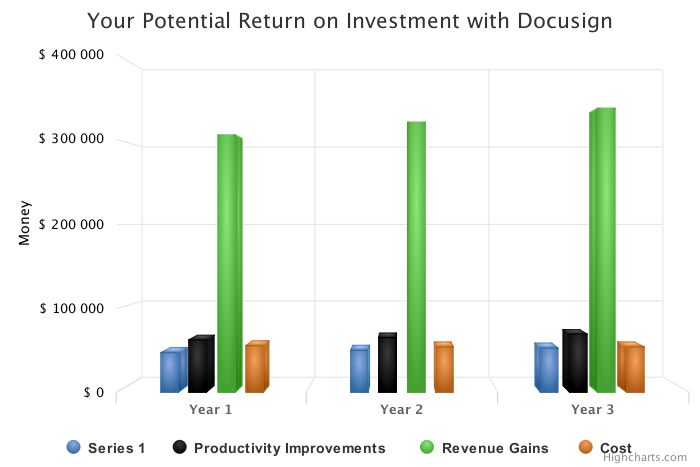 Your Potential Return on Investment with Docusign
$ 400 000
$ 300 000
$ 200 000
$ 100 000
$ 0
Money
Year 1
Year 2
Year 3
Series 1
Productivity Improvements
Revenue Gains
Cost
Highcharts.com